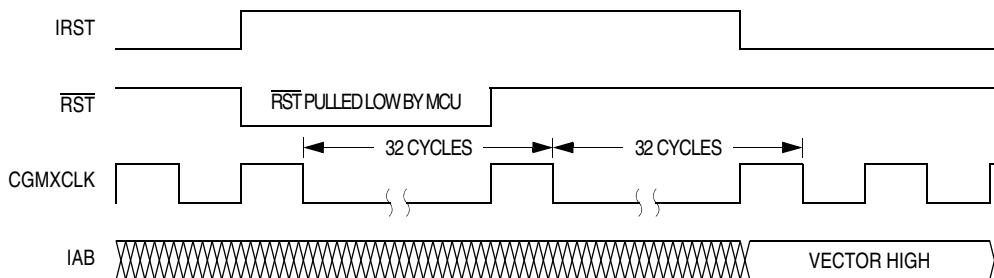 IRST
RST
RST PULLED LOW BY MCU
32 CYCLES
32 CYCLES
CGMXCLK
IAB
VECTOR HIGH